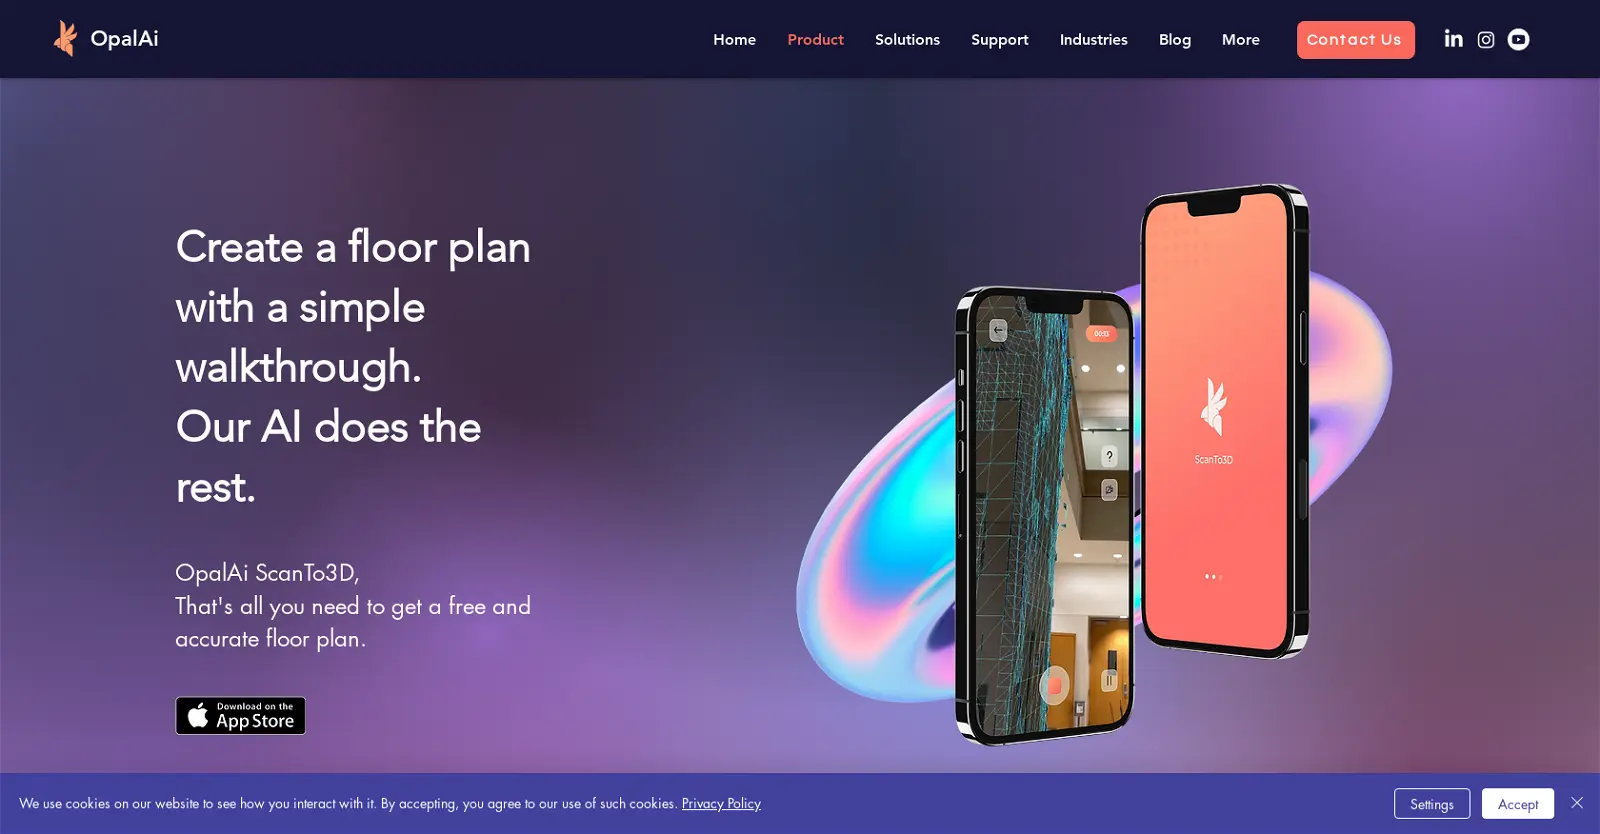 OpalAi
Home Product Solutions Support Industries Blog More Contact Us
Create a floor plan
with a simple
walkthrough.
Our AI does the
rest.
OpalAi ScanTo3D,
That's all you need to get a free and
accurate floor plan.
Download on the
App Store
00:33
?
ScanTo3D
We use cookies on our website to see how you interact with it. By accepting, you agree to our use of such cookies. Privacy Policy
Settings
Accept